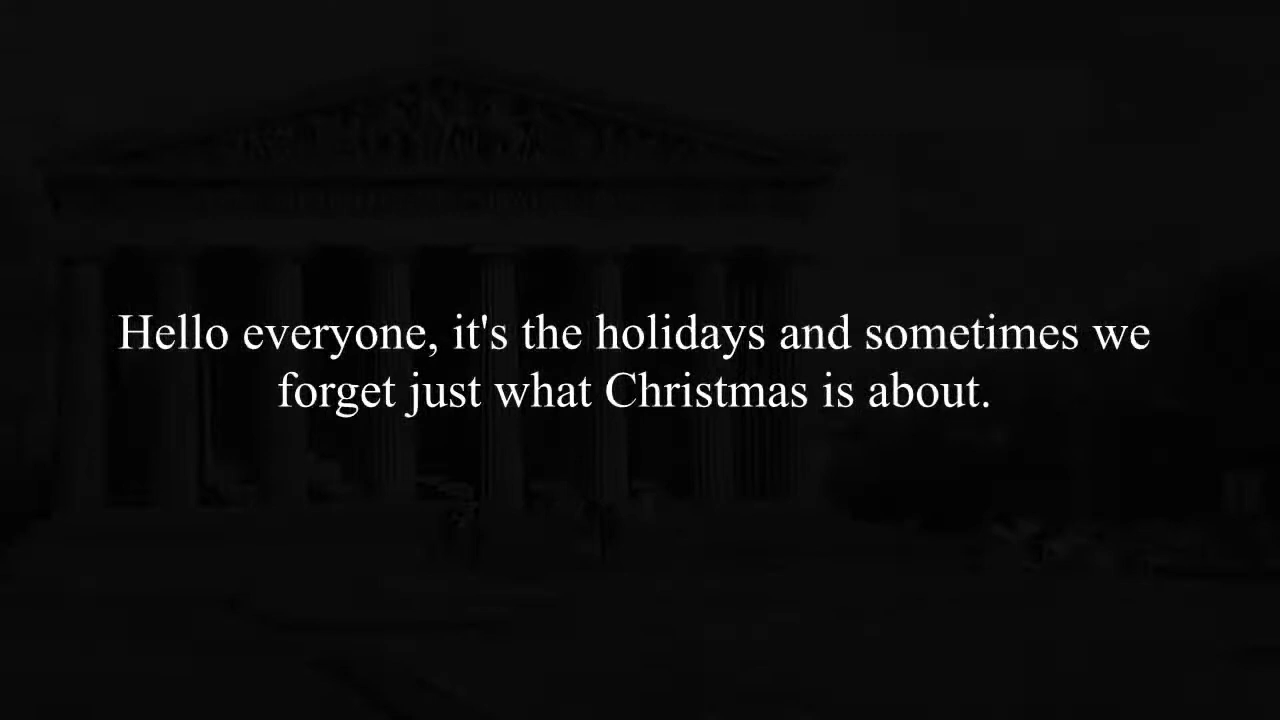 Hello everyone, it's the holidays and sometimes we
forget just what Christmas is about.